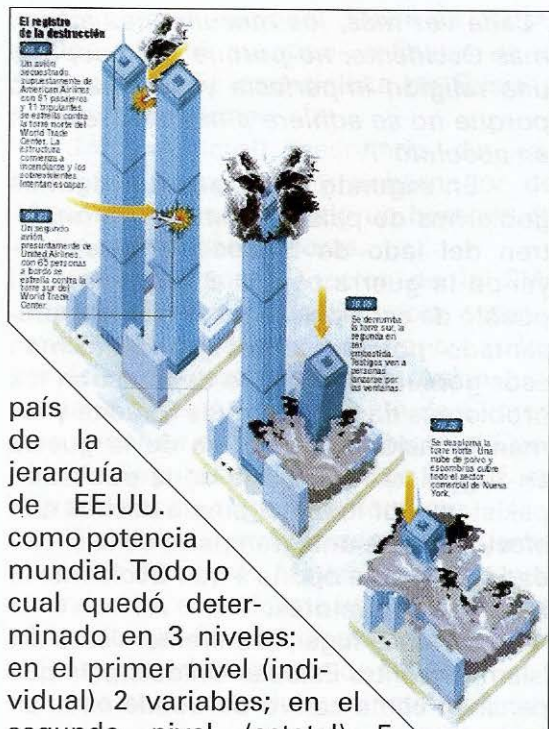 El registro
de la destrucción
08.45
Un avión
secuestrado,
supuestamente de
American Airlines
con 81 pasajeros
y 11 tripulantes,
se estrella contra
la torre norte del
World Trade
Center. La
estructura
comienza a
incendiarse y los
sobrevivientes
intentan escapar.
09.03
Un segundo
avión,
presuntamente de
United Airlines,
con 65 personas
a bordo se
estrella contra la
torre sur del
World Trade
Center.
10.05
Se derrumba
la torre sur, la
segunda en
ser
embestida.
Testigos ven a
personas
lanzarse por
las ventanas.
Se desploma la
torre norte. Una
nube de polvo y
escombros cubre
todo el sector
comercial de Nueva
York.
país
de la
jerarquía
de EE.UU.
como potencia
mundial. Todo lo
cual quedó deter-
minado en 3 niveles:
en el primer nivel (indi-
vidual) 2 variables; en el
segundo nivel (estatal) 5